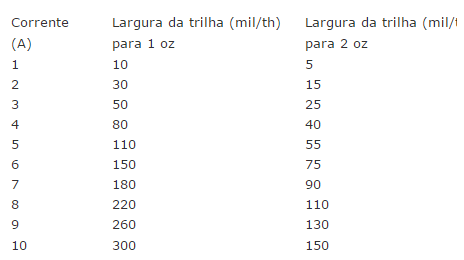 Corrente Largura da trilha (mil/th) Largura da trilha
(A) para 1 oz para 2 oz
1 10 5
2 30 15
3 50 25
4 80 40
5 110 55
6 150 75
7 180 90
8 220 110
9 260 130
10 300 150